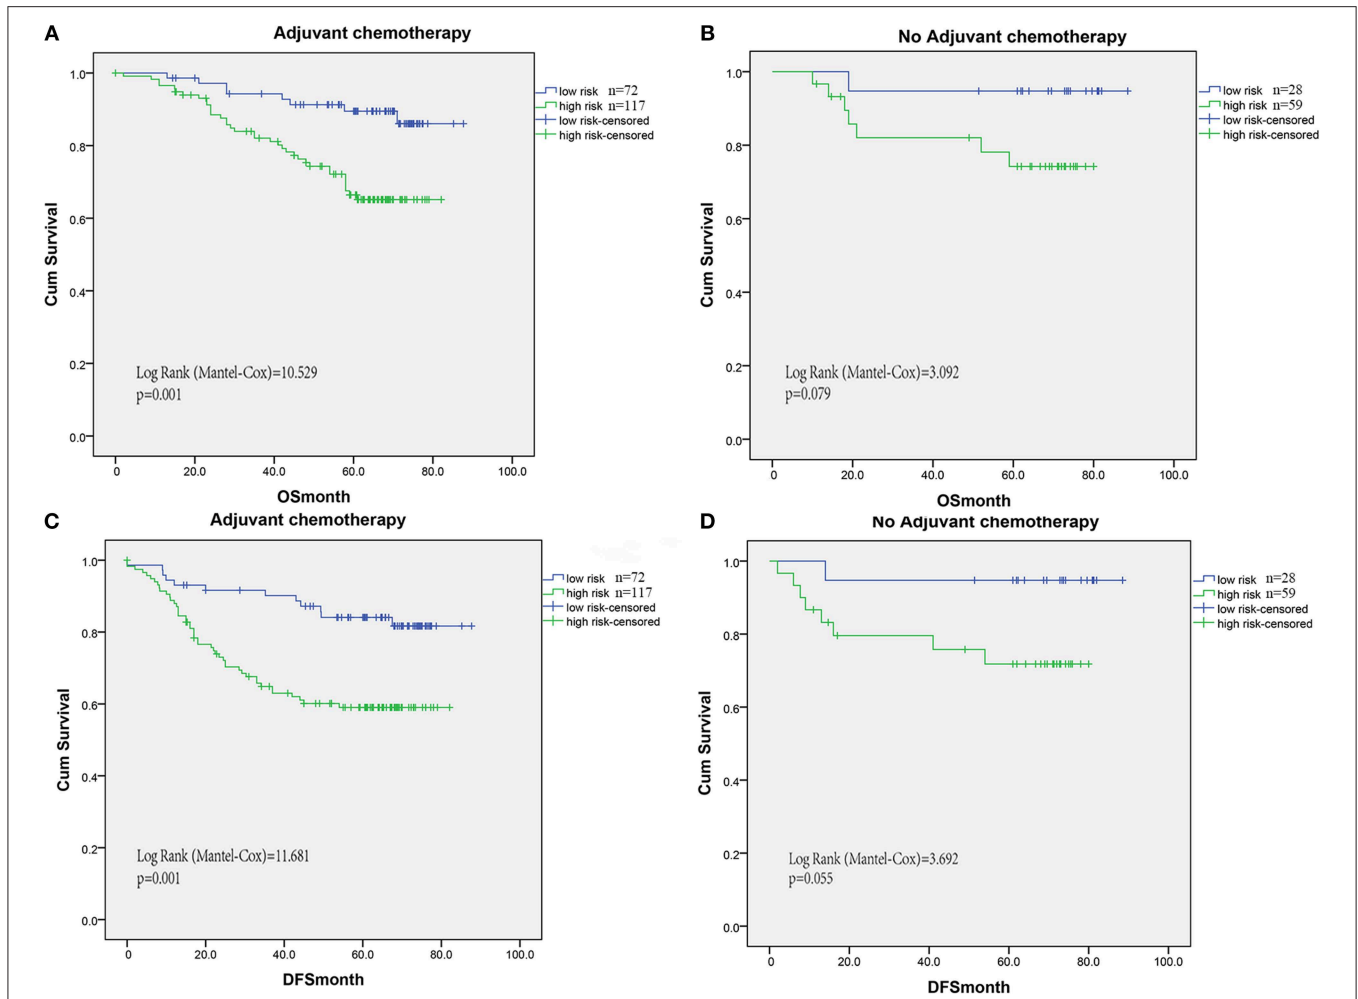 A
Adjuvant chemotherapy
Cum Survival
1.0
0.8
0.6
0.4
0.2
0.0
low risk n=72
high risk n=117
low risk-censored
high risk-censored
Log Rank (Mantel-Cox)=10.529
p=0.001
0 20.0 40.0 60.0 80.0 100.0
OSmonth
B
No Adjuvant chemotherapy
Cum Survival
1.0
0.8
0.6
0.4
0.2
0.0
low risk n=28
high risk n=59
low risk-censored
high risk-censored
Log Rank (Mantel-Cox)=3.092
p=0.079
0 20.0 40.0 60.0 80.0 100.0
OSmonth
C
Adjuvant chemotherapy
Cum Survival
1.0
0.8
0.6
0.4
0.2
0.0
low risk n=72
high risk n=117
low risk-censored
high risk-censored
Log Rank (Mantel-Cox)=11.681
p=0.001
0 20.0 40.0 60.0 80.0 100.0
DFSmonth
D
No Adjuvant chemotherapy
Cum Survival
1.0
0.8
0.6
0.4
0.2
0.0
low risk n=28
high risk n=59
low risk-censored
high risk-censored
Log Rank (Mantel-Cox)=3.692
p=0.055
0 20.0 40.0 60.0 80.0 100.0
DFSmonth